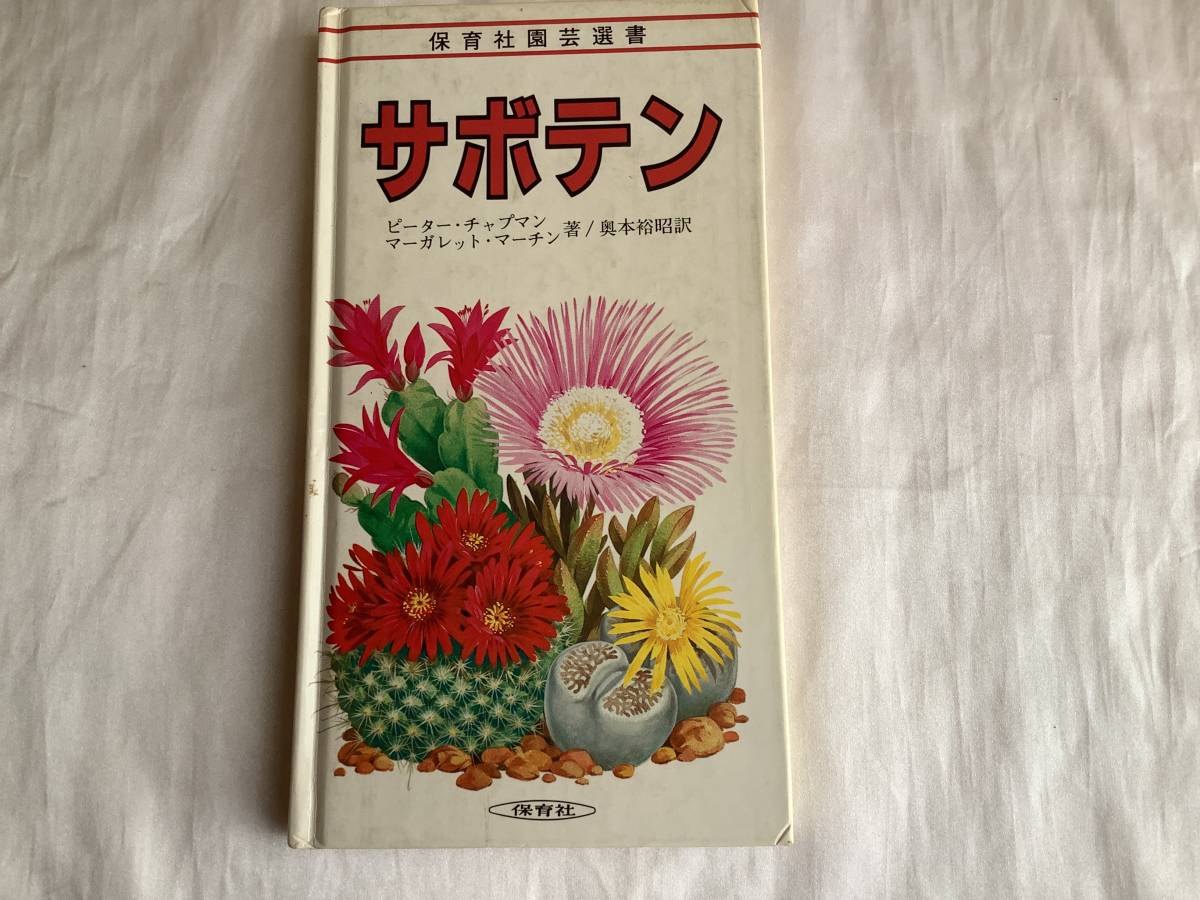 保育社園芸選書
サボテン
ピーター・チャプマン
マーガレット・マーチン 著/奥本裕昭訳
保育社